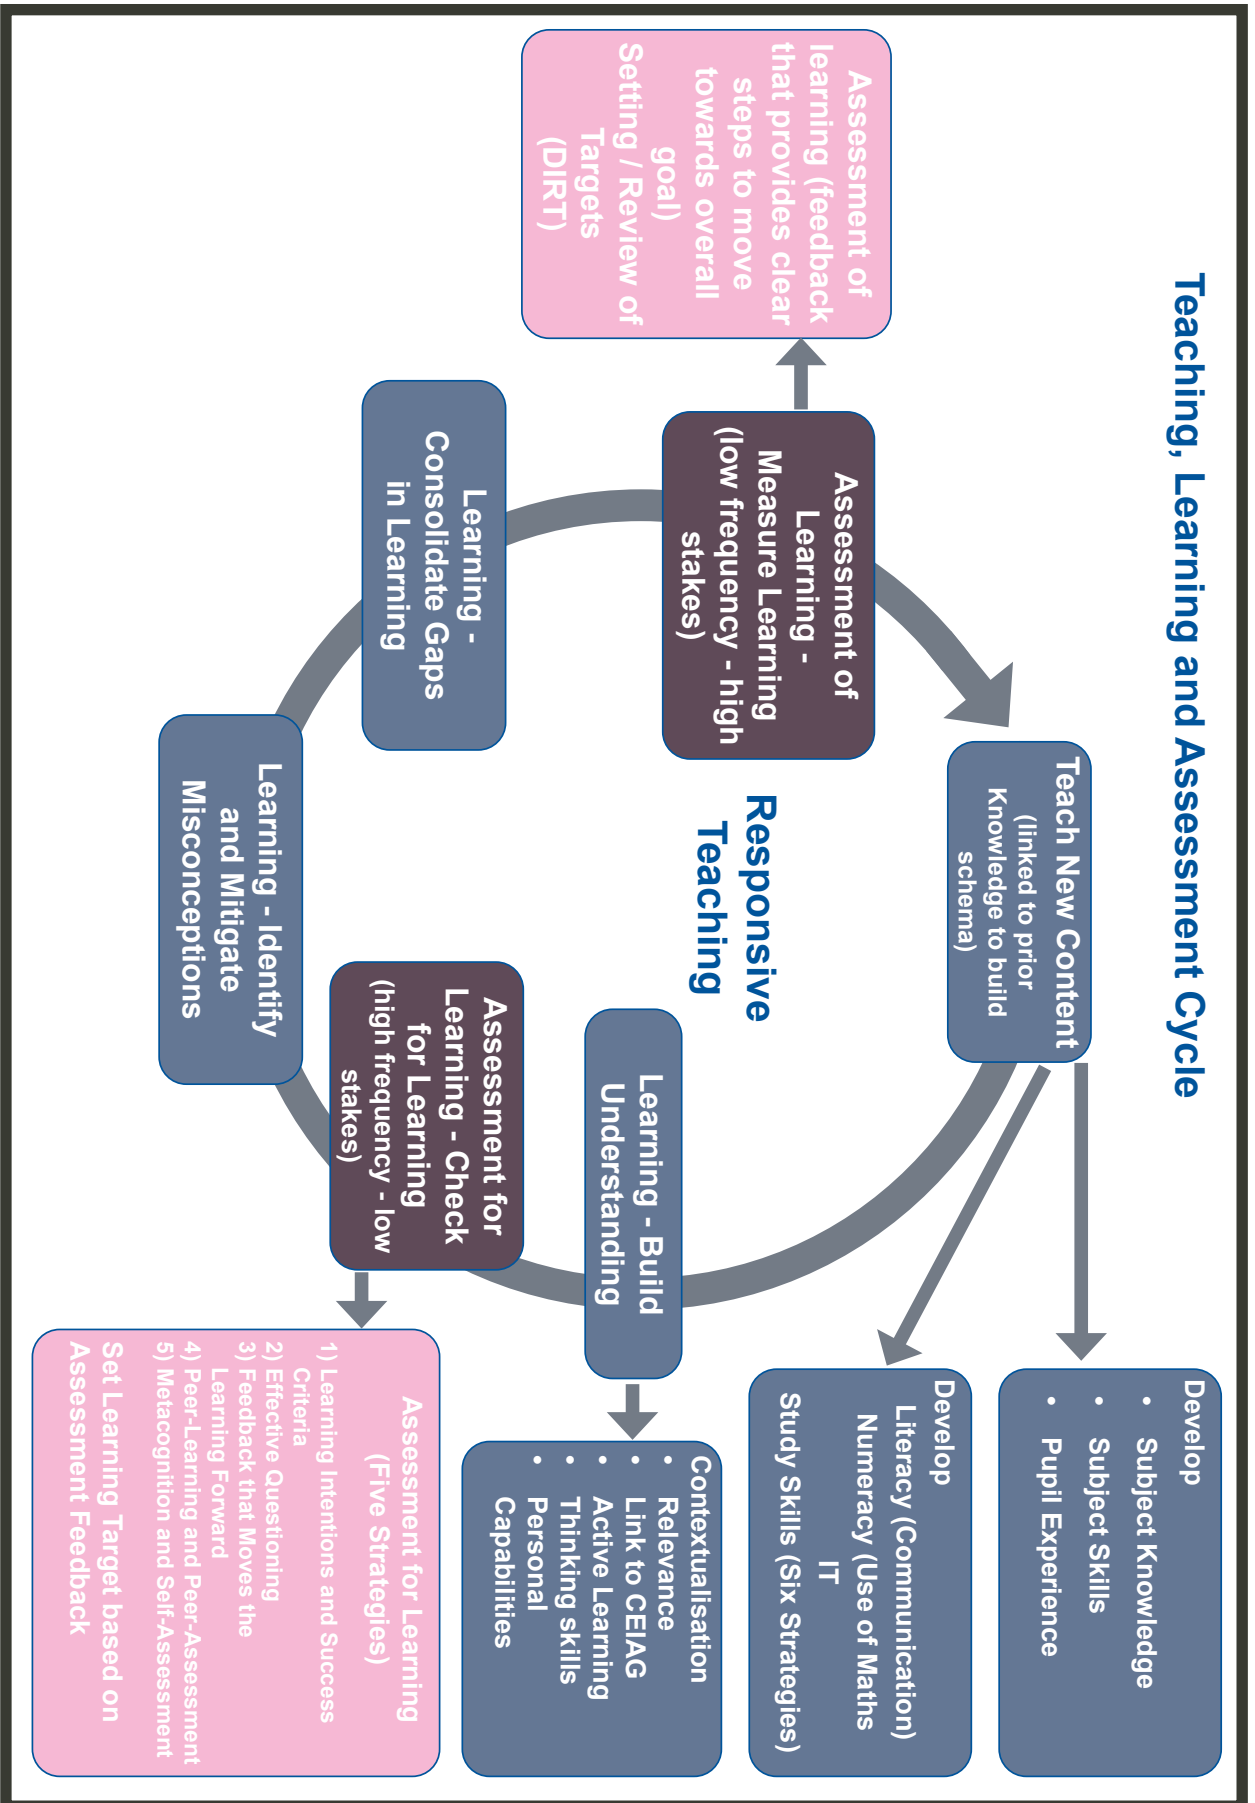 Teaching, Learning and Assessment Cycle
Teach New Content
(linked to prior
Knowledge to build
schema)
Develop
• Subject Knowledge
• Subject Skills
• Pupil Experience
Develop
Literacy (Communication)
Numeracy (Use of Maths
IT
Study Skills (Six Strategies)
Learning - Build
Understanding
Contextualisation
• Relevance
• Link to CEIAG
• Active Learning
• Thinking skills
• Personal
Capabilities
Assessment for
Learning - Check
for Learning
(high frequency - low
stakes)
Assessment for Learning
(Five Strategies)
1) Learning Intentions and Success
Criteria
2) Effective Questioning
3) Feedback that Moves the
Learning Forward
4) Peer-Learning and Peer-Assessment
5) Metacognition and Self-Assessment
Set Learning Target based on
Assessment Feedback
Learning - Identify
and Mitigate
Misconceptions
Learning -
Consolidate Gaps
in Learning
Assessment of
Learning -
Measure Learning
(low frequency - high
stakes)
Assessment of
learning (feedback
that provides clear
steps to move
towards overall
goal)
Setting / Review of
Targets
(DIRT)
Responsive
Teaching